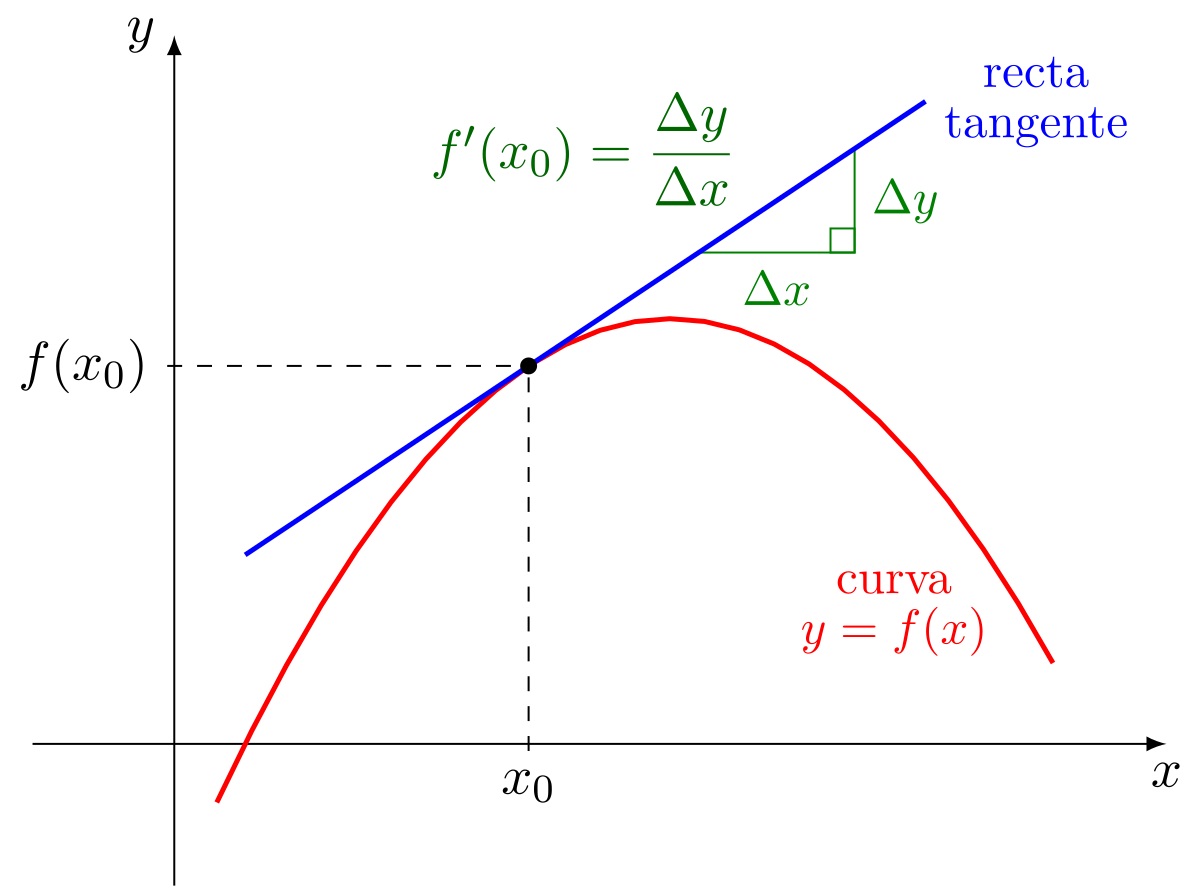 y
recta
tangente
f′(x₀) = Δy/Δx
Δy
Δx
f(x₀)
curva
y = f(x)
x₀
x